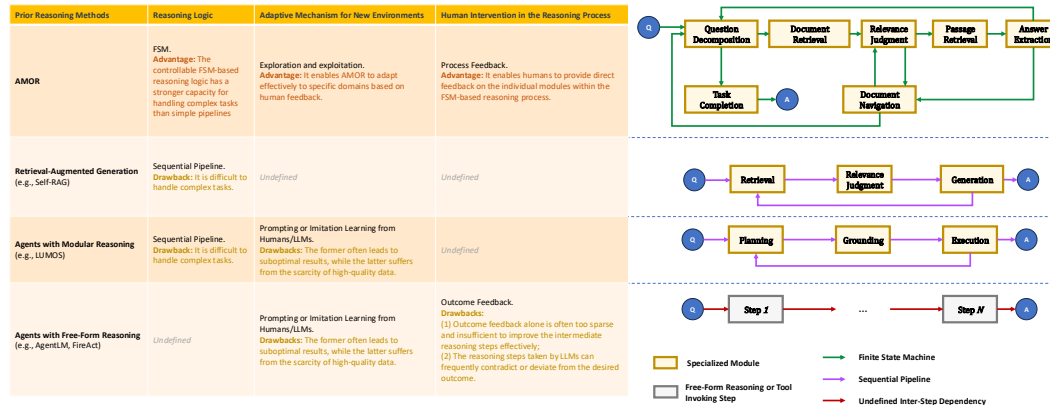 Prior Reasoning Methods
Reasoning Logic
Adaptive Mechanism for New Environments
Human Intervention in the Reasoning Process
AMOR
FSM.
Advantage: The
controllable FSM-based
reasoning logic has a
stronger capacity for
handling complex tasks
than simple pipelines
Exploration and exploitation.
Advantage: It enables AMOR to adapt
effectively to specific domains based on
human feedback.
Process Feedback.
Advantage: It enables humans to provide direct
feedback on the individual modules within the
FSM-based reasoning process.
Retrieval-Augmented Generation
(e.g., Self-RAG)
Sequential Pipeline.
Drawback: It is difficult to
handle complex tasks.
Undefined
Undefined
Agents with Modular Reasoning
(e.g., LUMOS)
Sequential Pipeline.
Drawback: It is difficult to
handle complex tasks.
Prompting or Imitation Learning from
Humans/LLMs.
Drawbacks: The former often leads to
suboptimal results, while the latter suffers
from the scarcity of high-quality data.
Undefined
Agents with Free-Form Reasoning
(e.g., AgentLM, FireAct)
Undefined
Prompting or Imitation Learning from
Humans/LLMs.
Drawbacks: The former often leads to
suboptimal results, while the latter suffers
from the scarcity of high-quality data.
Outcome Feedback.
Drawbacks:
(1) Outcome feedback alone is often too sparse
and insufficient to improve the intermediate
reasoning steps effectively;
(2) The reasoning steps taken by LLMs can
frequently contradict or deviate from the desired
outcome.
Q
Question
Decomposition
Document
Retrieval
Relevance
Judgment
Passage
Retrieval
Answer
Extraction
Task
Completion
A
Document
Navigation
Q
Retrieval
Relevance
Judgment
Generation
A
Q
Planning
Grounding
Execution
A
Q
Step 1
...
Step N
A
Specialized Module
Free-Form Reasoning or Tool
Invoking Step
Finite State Machine
Sequential Pipeline
Undefined Inter-Step Dependency